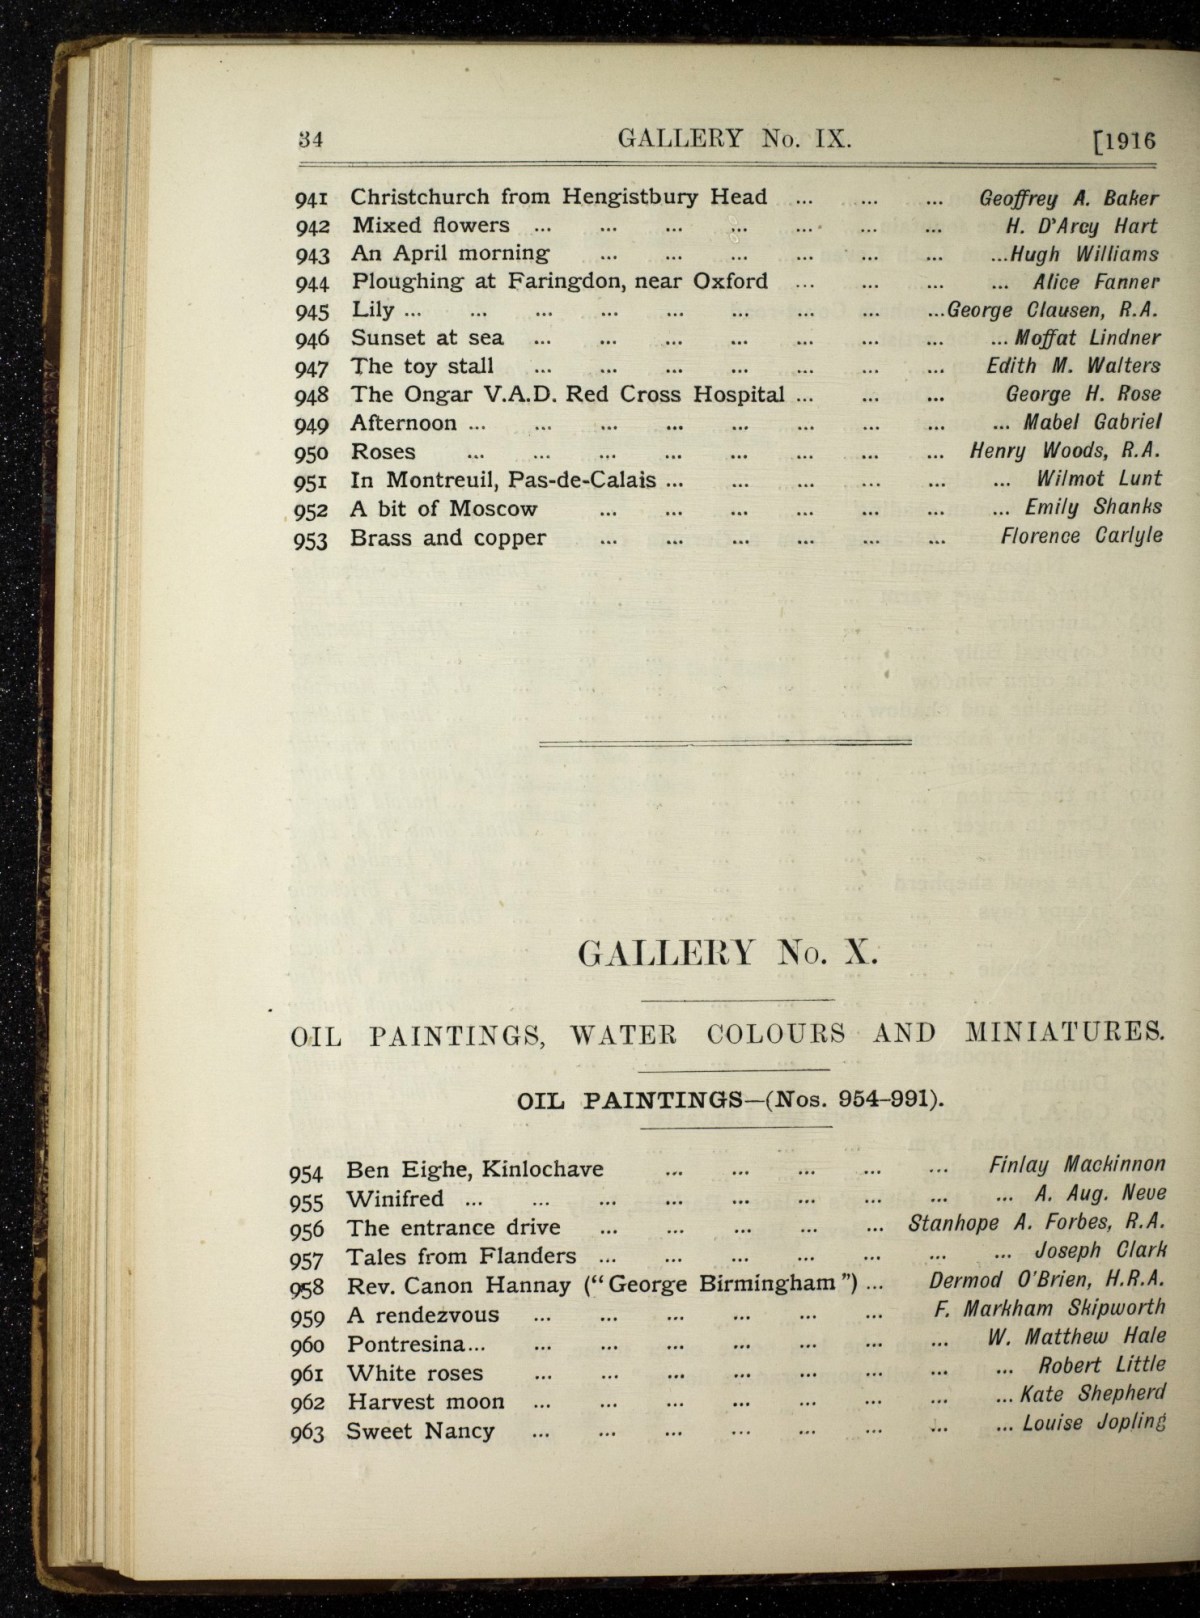 34 GALLERY No. IX. [1916
941 Christchurch from Hengistbury Head ... ... ... Geoffrey A. Baker
942 Mixed flowers ... ... ... ... ... ... ... H. D'Arcy Hart
943 An April morning ... ... ... ... ... ... ...Hugh Williams
944 Ploughing at Faringdon, near Oxford ... ... ... ... Alice Fanner
945 Lily ... ... ... ... ... ... ... ... ...George Clausen, R.A.
946 Sunset at sea ... ... ... ... ... ... ... ... Moffat Lindner
947 The toy stall ... ... ... ... ... ... ... Edith M. Walters
948 The Ongar V.A.D. Red Cross Hospital ... ... ... George H. Rose
949 Afternoon ... ... ... ... ... ... ... ... ... Mabel Gabriel
950 Roses ... ... ... ... ... ... ... ... Henry Woods, R.A.
951 In Montreuil, Pas-de-Calais ... ... ... ... ... ... Wilmot Lunt
952 A bit of Moscow ... ... ... ... ... ... ... Emily Shanks
953 Brass and copper ... ... ... ... ... ... Florence Carlyle
GALLERY No. X.
OIL PAINTINGS, WATER COLOURS AND MINIATURES.
OIL PAINTINGS—(Nos. 954–991).
954 Ben Eighe, Kinlochave ... ... ... ... ... Finlay Mackinnon
955 Winifred ... ... ... ... ... ... ... ... ... A. Aug. Neve
956 The entrance drive ... ... ... ... ... Stanhope A. Forbes, R.A.
957 Tales from Flanders ... ... ... ... ... ... ... Joseph Clark
958 Rev. Canon Hannay (“George Birmingham”) ... Dermod O'Brien, H.R.A.
959 A rendezvous ... ... ... ... ... ... F. Markham Skipworth
960 Pontresina... ... ... ... ... ... ... ... W. Matthew Hale
961 White roses ... ... ... ... ... ... ... ... Robert Little
962 Harvest moon ... ... ... ... ... ... ... ... Kate Shepherd
963 Sweet Nancy ... ... ... ... ... ... ... ... Louise Jopling